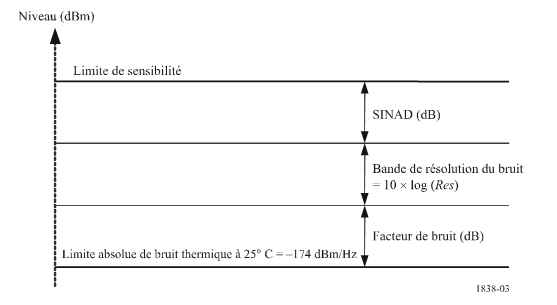 Niveau (dBm)
Limite de sensibilité
SINAD (dB)
Bande de résolution du bruit
= 10 × log (Res)
Facteur de bruit (dB)
Limite absolue de bruit thermique à 25° C = –174 dBm/Hz
1838-03